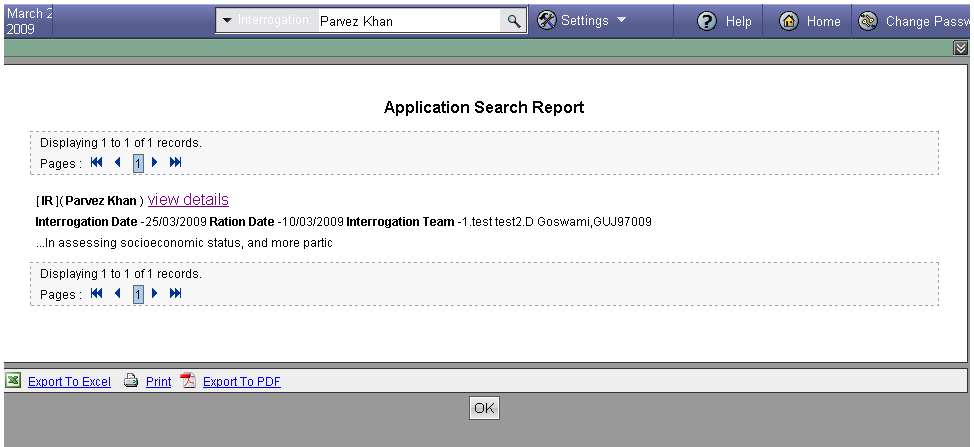 March 2
2009
Interrogation: Parvez Khan
Settings
Help
Home
Change Passw
Application Search Report
Displaying 1 to 1 of 1 records.
Pages : 1
[ IR ](Parvez Khan ) view details
Interrogation Date -25/03/2009 Ration Date -10/03/2009 Interrogation Team -1.test test2.D Goswami,GUJ97009
...In assessing socioeconomic status, and more partic
Displaying 1 to 1 of 1 records.
Pages : 1
Export To Excel Print Export To PDF
OK